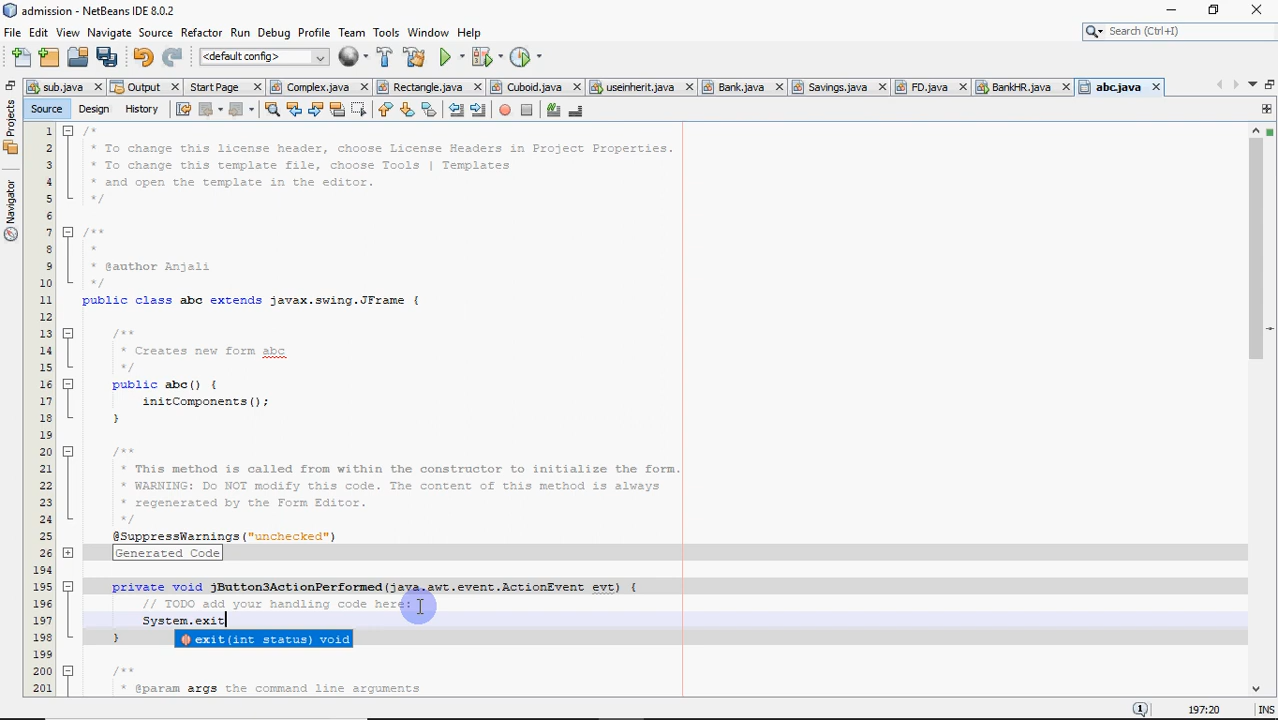 admission - NetBeans IDE 8.0.2
File Edit View Navigate Source Refactor Run Debug Profile Team Tools Window Help
Search (Ctrl+I)
<default config>
sub.java Output Start Page Complex.java Rectangle.java Cuboid.java useinherit.java Bank.java Savings.java FD.java BankHR.java abc.java
Source Design History
Projects
Navigator
1 /*
2 * To change this license header, choose License Headers in Project Properties.
3 * To change this template file, choose Tools | Templates
4 * and open the template in the editor.
5 */
6
7 /**
8 *
9 * @author Anjali
10 */
11 public class abc extends javax.swing.JFrame {
12
13 /**
14 * Creates new form abc
15 */
16 public abc() {
17 initComponents();
18 }
19
20 /**
21 * This method is called from within the constructor to initialize the form.
22 * WARNING: Do NOT modify this code. The content of this method is always
23 * regenerated by the Form Editor.
24 */
25 @SuppressWarnings("unchecked")
26 Generated Code
194
195 private void jButton3ActionPerformed(java.awt.event.ActionEvent evt) {
196 // TODO add your handling code here:
197 System.exit
198 }
exit(int status) void
199
200 /**
201 * @param args the command line arguments
1 197:20 INS